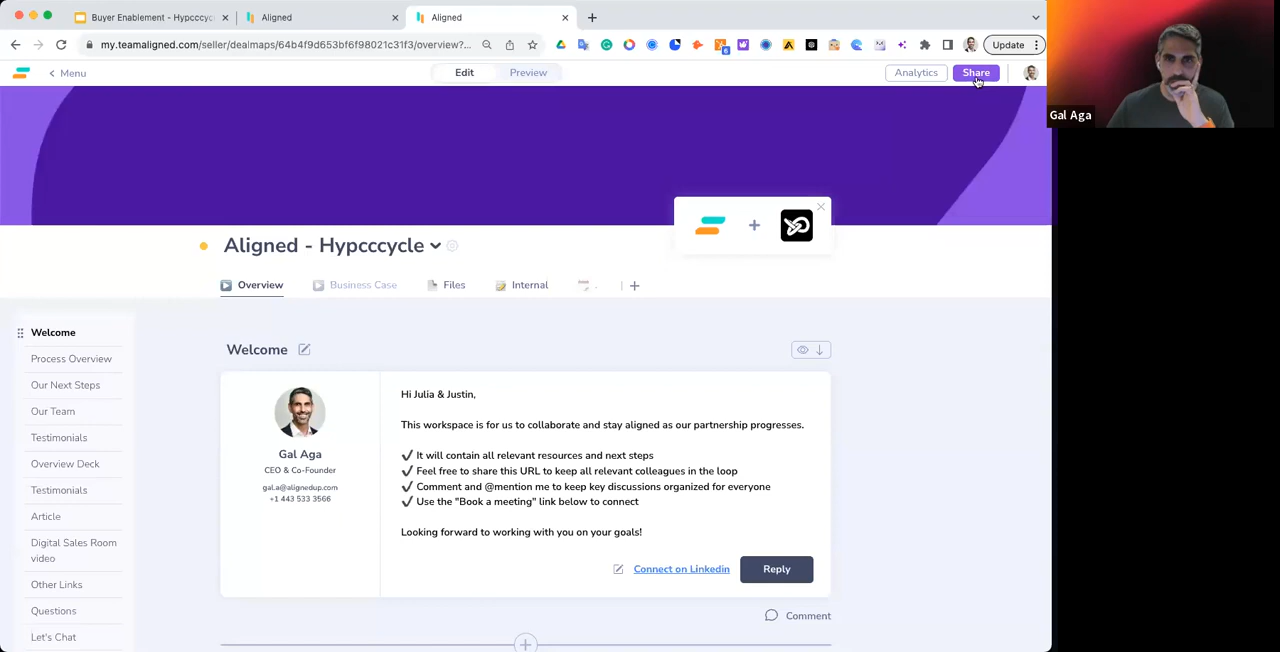 Buyer Enablement - Hypcccyc
Aligned
Aligned
my.teamaligned.com/seller/dealmaps/64b4f9d653bf6f98021c31f3/overview?...
6
Update
Menu
Edit
Preview
Analytics
Share
Gal Aga
Aligned - Hypcccycle
Overview
Business Case
Files
Internal
.
Welcome
Process Overview
Our Next Steps
Our Team
Testimonials
Overview Deck
Testimonials
Article
Digital Sales Room
video
Other Links
Questions
Let's Chat
Welcome
Gal Aga
CEO & Co-Founder
gal.a@alignedup.com
+1 443 533 3566
Hi Julia & Justin,
This workspace is for us to collaborate and stay aligned as our partnership progresses.
✔ It will contain all relevant resources and next steps
✔ Feel free to share this URL to keep all relevant colleagues in the loop
✔ Comment and @mention me to keep key discussions organized for everyone
✔ Use the "Book a meeting" link below to connect
Looking forward to working with you on your goals!
Connect on Linkedin
Reply
Comment